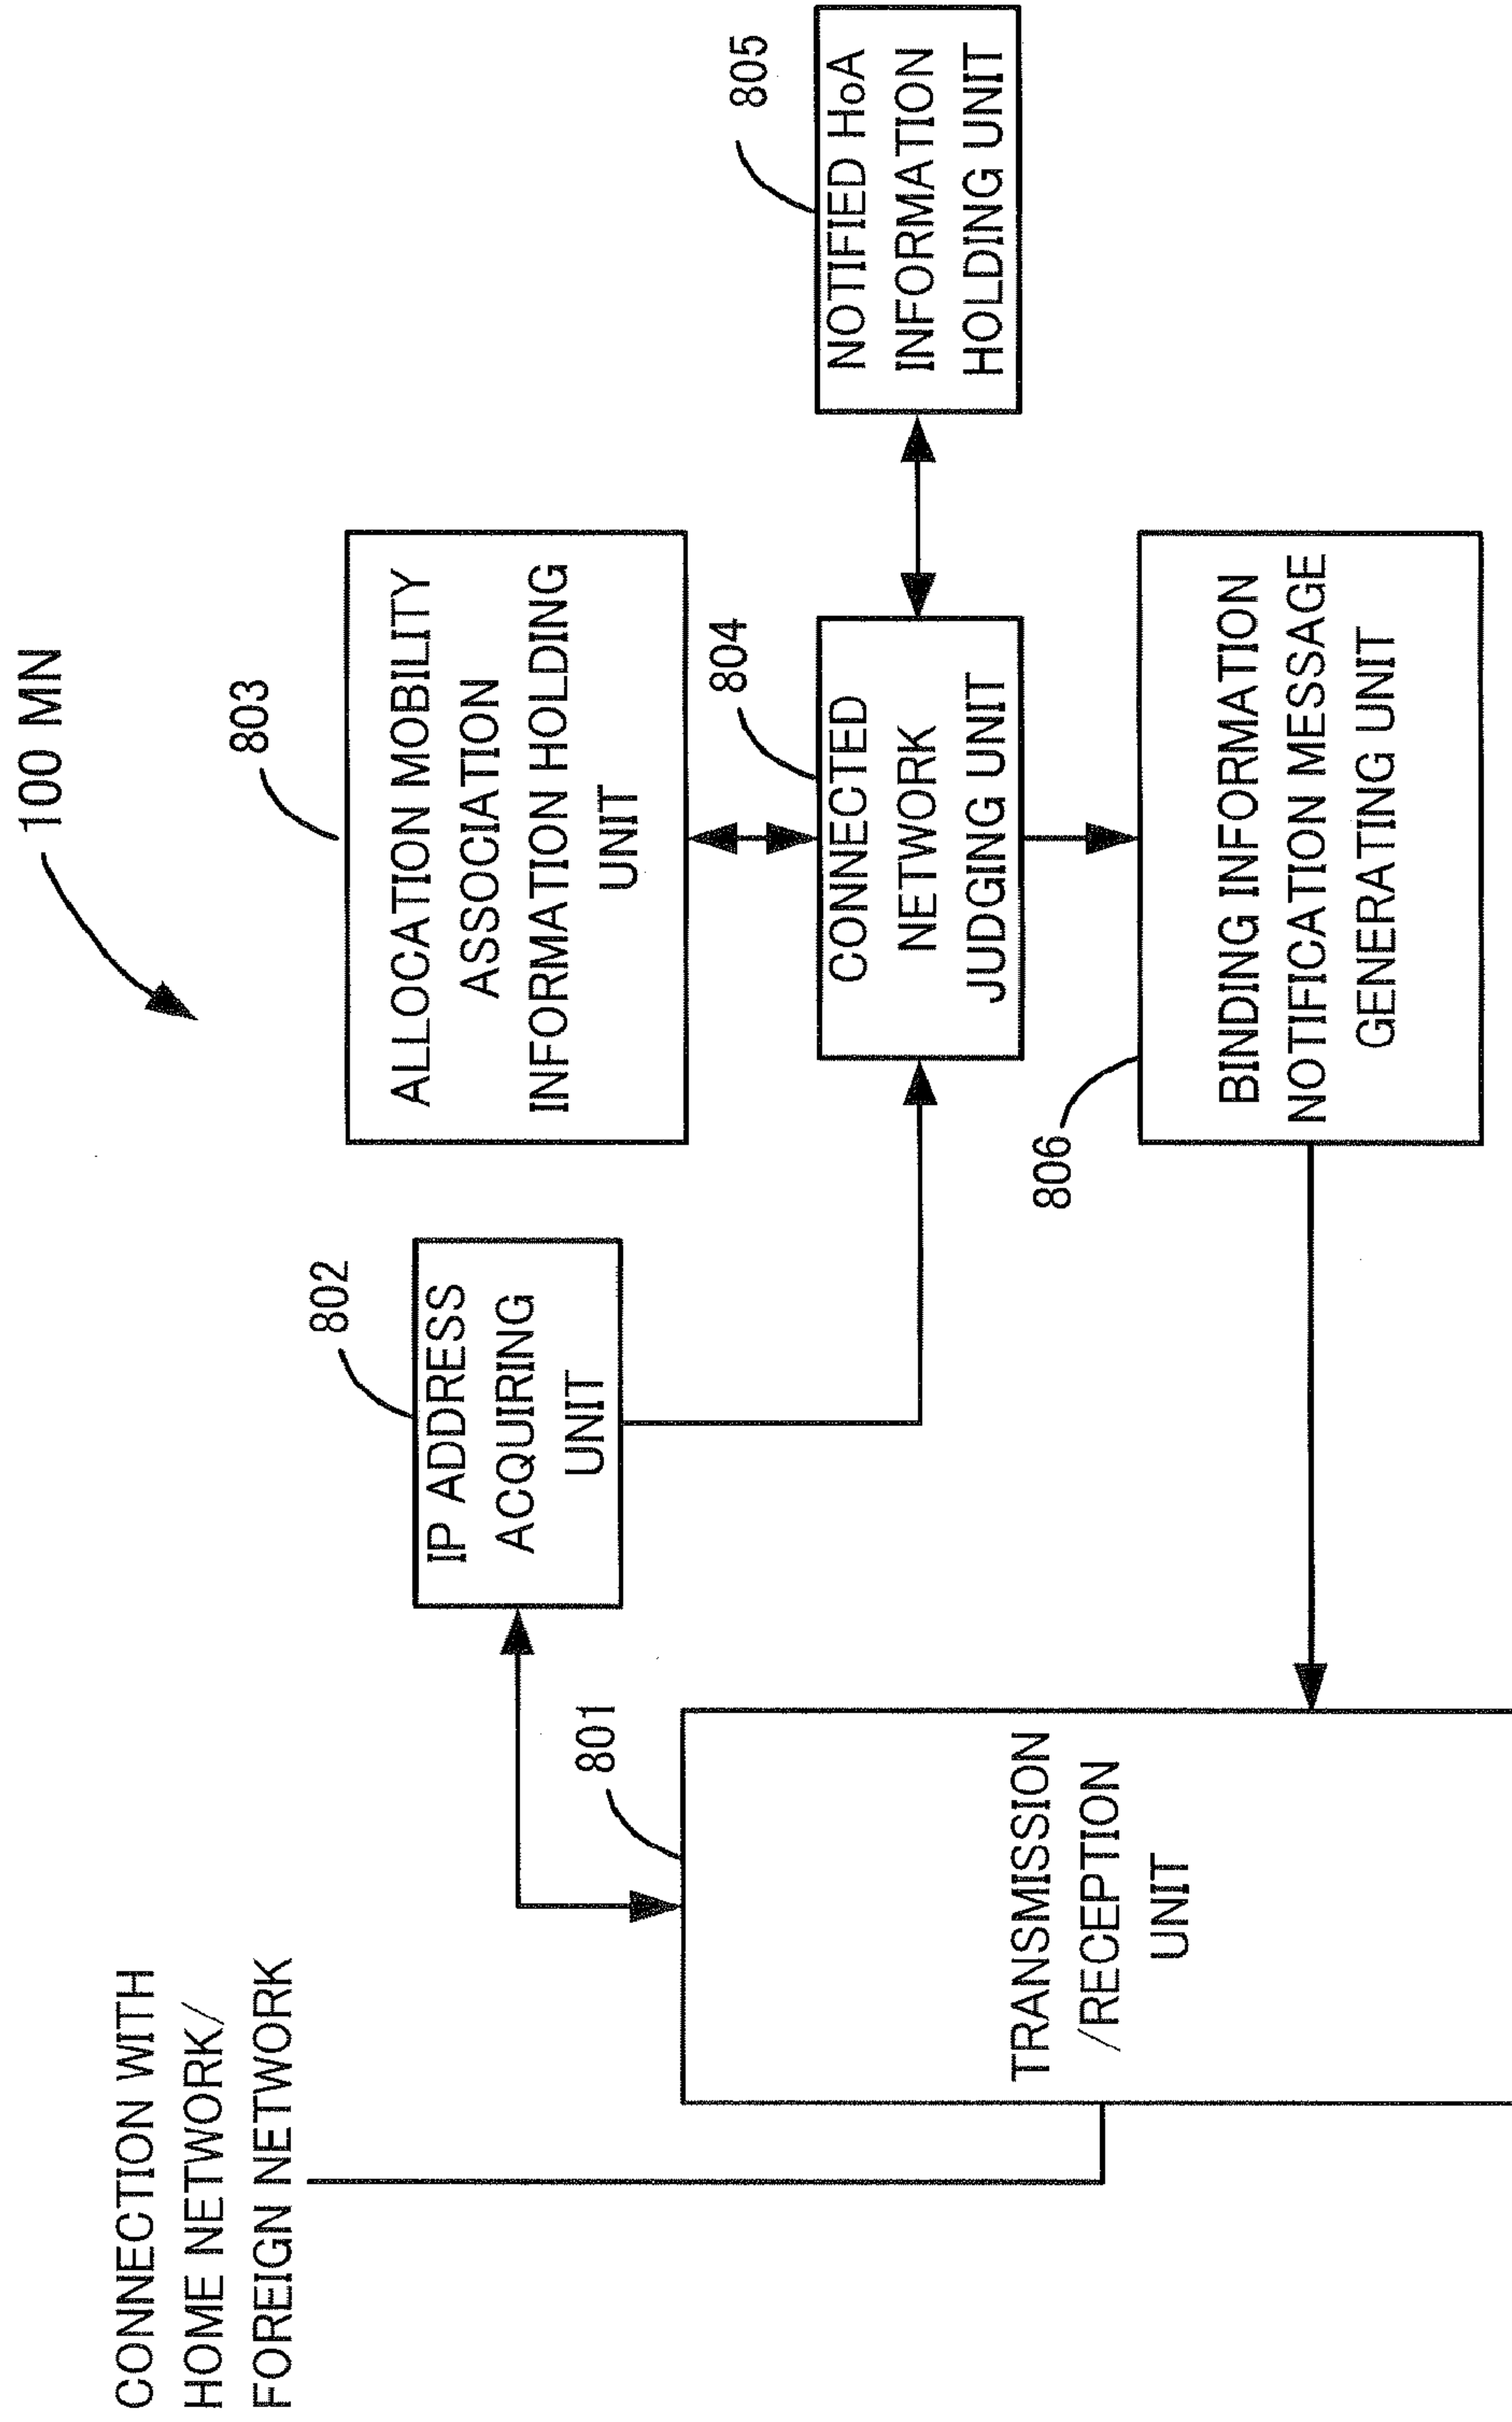 100 MN
CONNECTION WITH
HOME NETWORK/
FOREIGN NETWORK
801
TRANSMISSION
/RECEPTION
UNIT
802
IP ADDRESS
ACQUIRING
UNIT
803
ALLOCATION MOBILITY
ASSOCIATION
INFORMATION HOLDING
UNIT
804
CONNECTED
NETWORK
JUDGING UNIT
805
NOTIFIED HoA
INFORMATION
HOLDING UNIT
806
BINDING INFORMATION
NOTIFICATION MESSAGE
GENERATING UNIT